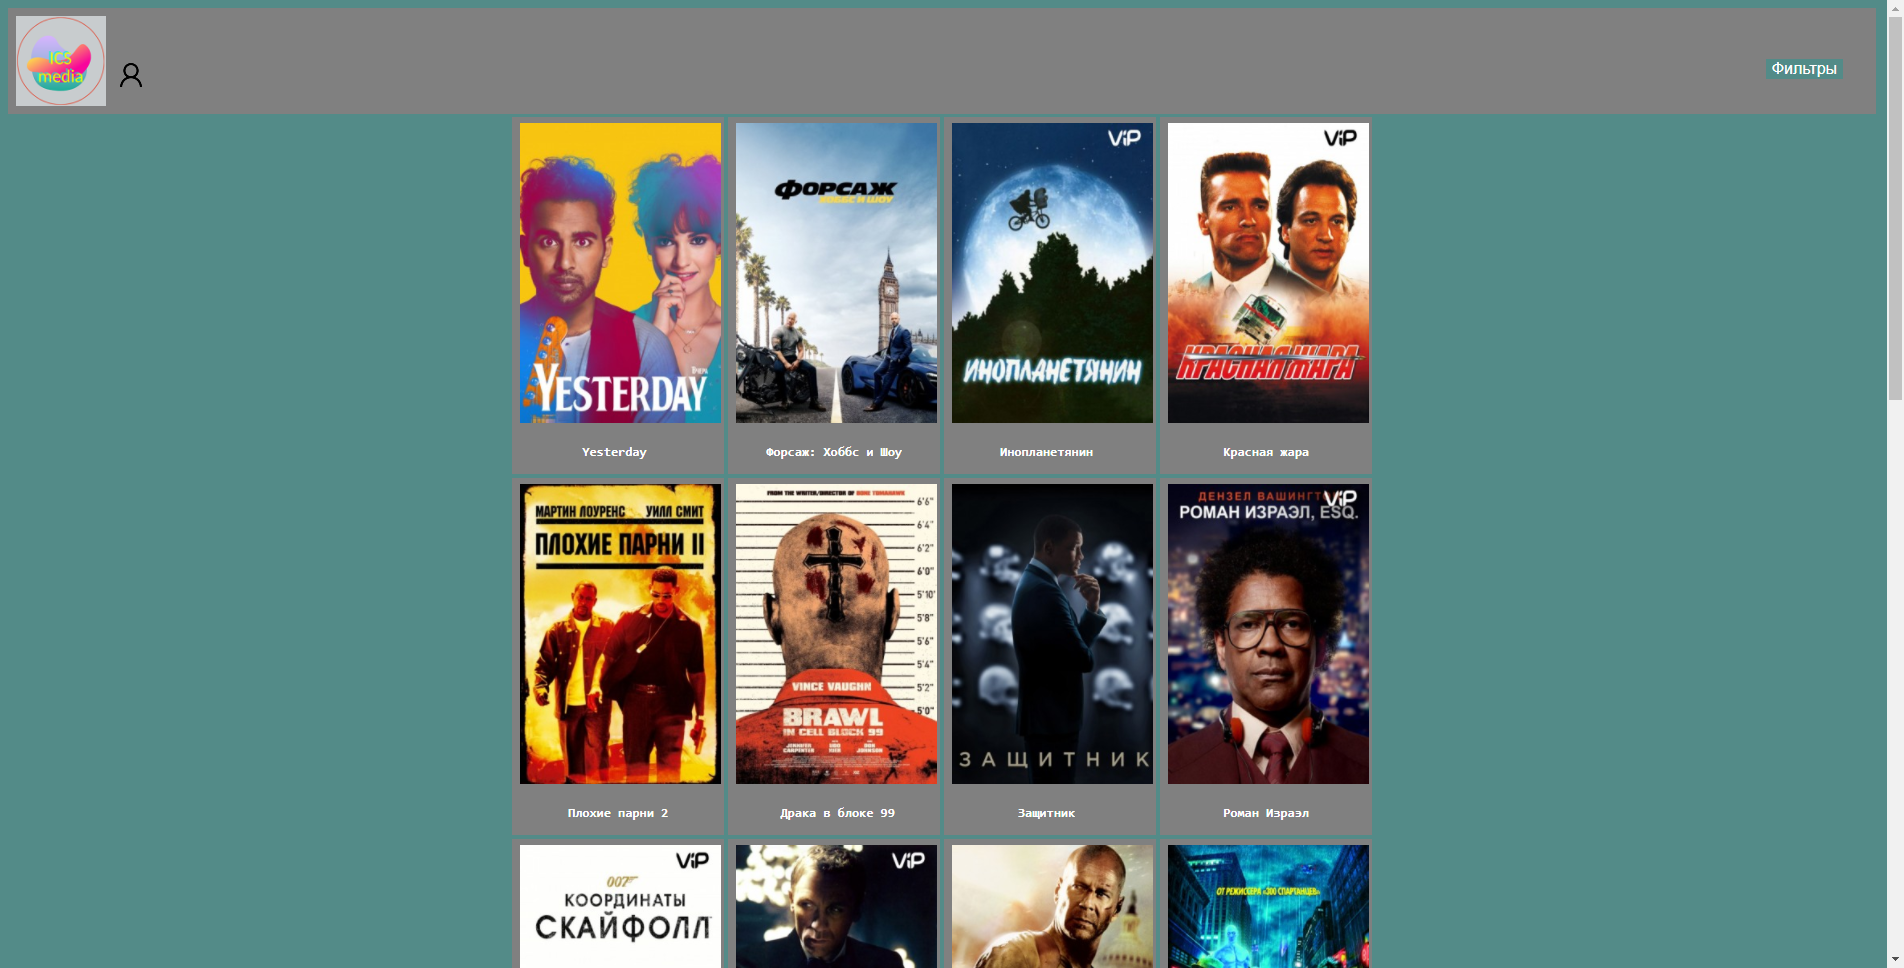 ICS
media
Фильтры
YESTERDAY
ФОРСАЖ
ХОББС И ШОУ
ViP
ИНОПЛАНЕТЯНИН
ViP
КРАСНАЯ ЖАРА
Yesterday
Форсаж: Хоббс и Шоу
Инопланетянин
Красная жара
МАРТИН ЛОУРЕНС УИЛЛ СМИТ
ПЛОХИЕ ПАРНИ II
FROM THE WRITER/DIRECTOR OF BONE TOMAHAWK
6'6"
6'4"
6'2"
6'0"
5'10"
5'8"
5'6"
5'4"
5'2"
5'0"
VINCE VAUGHN
BRAWL
IN CELL BLOCK 99
JENNIFER CARPENTER
DON JOHNSON
ЗАЩИТНИК
ViP
ДЕНЗЕЛ ВАШИНГТ
РОМАН ИЗРАЭЛ, ESQ.
Плохие парни 2
Драка в блоке 99
Защитник
Роман Израэл
ViP
007
КООРДИНАТЫ
СКАЙФОЛЛ
ViP
ОТ РЕЖИССЕРА «300 СПАРТАНЦЕВ»